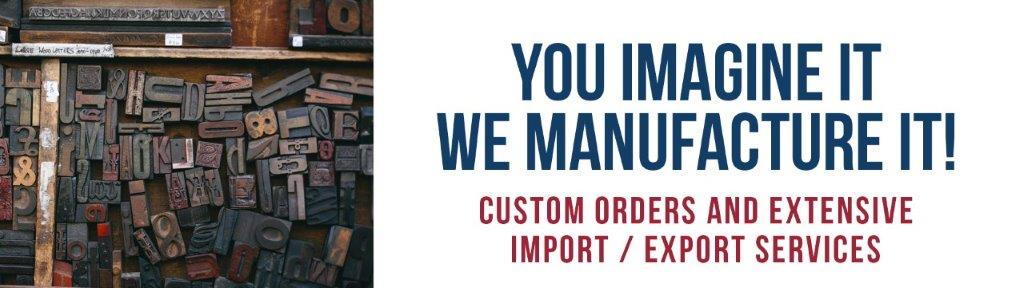 YOU IMAGINE IT
WE MANUFACTURE IT!
CUSTOM ORDERS AND EXTENSIVE
IMPORT / EXPORT SERVICES